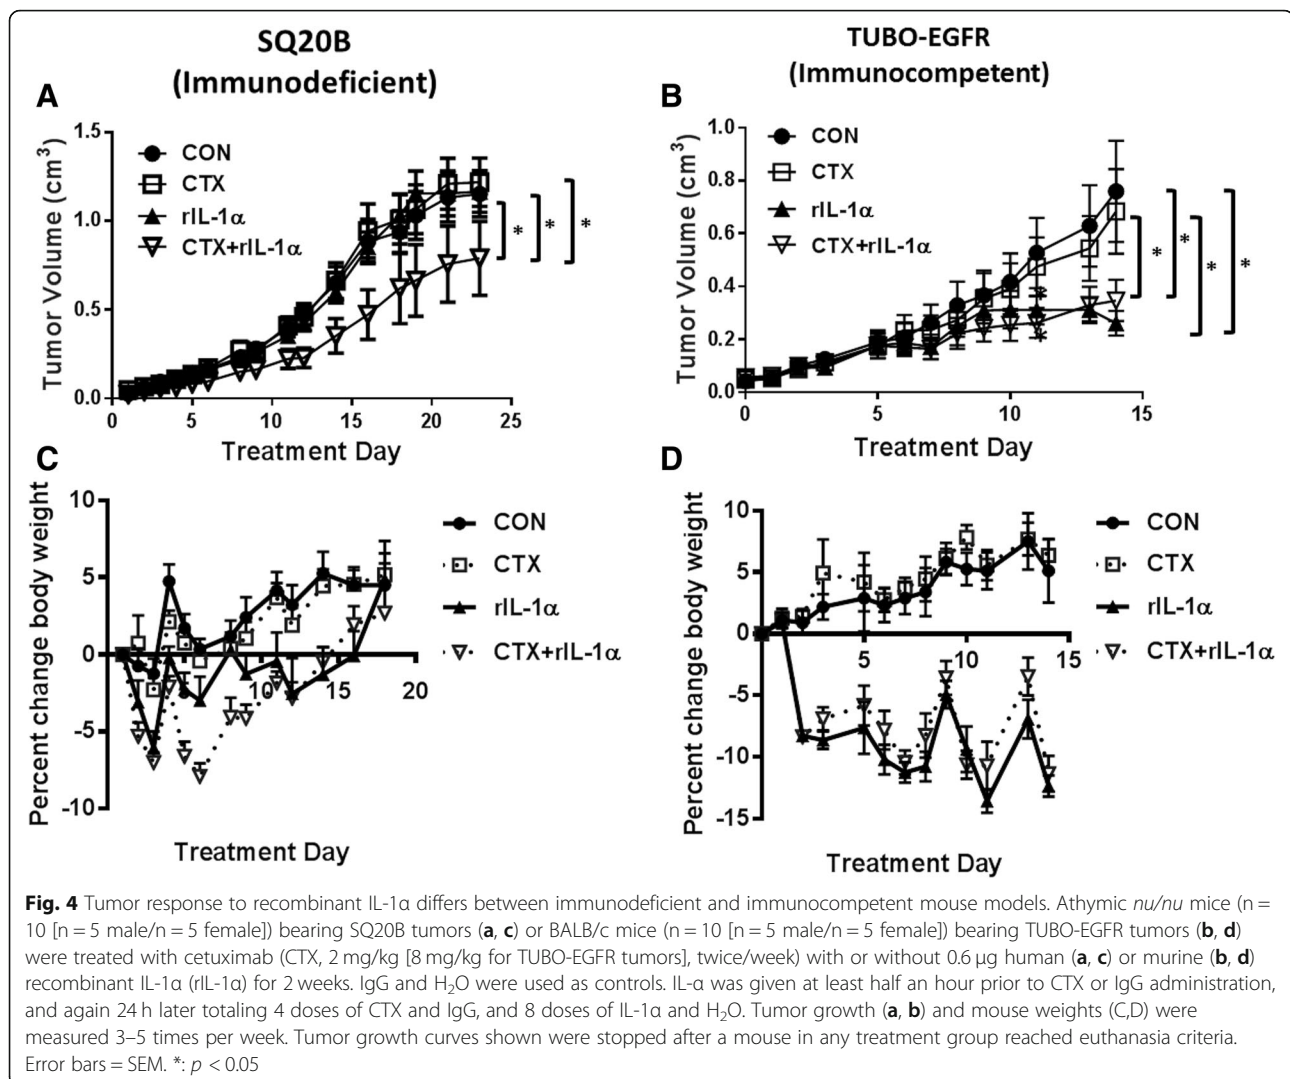 SQ20B
(Immunodeficient)
TUBO-EGFR
(Immunocompetent)
A
Tumor Volume (cm³)
1.5
1.0
0.5
0.0
0
5
10
15
20
25
Treatment Day
CON
CTX
rIL-1α
CTX+rIL-1α
*
*
*
B
Tumor Volume (cm³)
1.0
0.8
0.6
0.4
0.2
0.0
0
5
10
15
Treatment Day
CON
CTX
rIL-1α
CTX+rIL-1α
*
*
*
*
*
*
C
Percent change body weight
10
5
0
-5
-10
10
15
20
Treatment Day
CON
CTX
rIL-1α
CTX+rIL-1α
D
Percent change body weight
10
5
0
-5
-10
-15
5
10
15
Treatment Day
CON
CTX
rIL-1α
CTX+rIL-1α
Fig. 4 Tumor response to recombinant IL-1α differs between immunodeficient and immunocompetent mouse models. Athymic nu/nu mice (n =
10 [n = 5 male/n = 5 female]) bearing SQ20B tumors (a, c) or BALB/c mice (n = 10 [n = 5 male/n = 5 female]) bearing TUBO-EGFR tumors (b, d)
were treated with cetuximab (CTX, 2 mg/kg [8 mg/kg for TUBO-EGFR tumors], twice/week) with or without 0.6 μg human (a, c) or murine (b, d)
recombinant IL-1α (rIL-1α) for 2 weeks. IgG and H₂O were used as controls. IL-α was given at least half an hour prior to CTX or IgG administration,
and again 24 h later totaling 4 doses of CTX and IgG, and 8 doses of IL-1α and H₂O. Tumor growth (a, b) and mouse weights (C,D) were
measured 3–5 times per week. Tumor growth curves shown were stopped after a mouse in any treatment group reached euthanasia criteria.
Error bars = SEM. *: p < 0.05